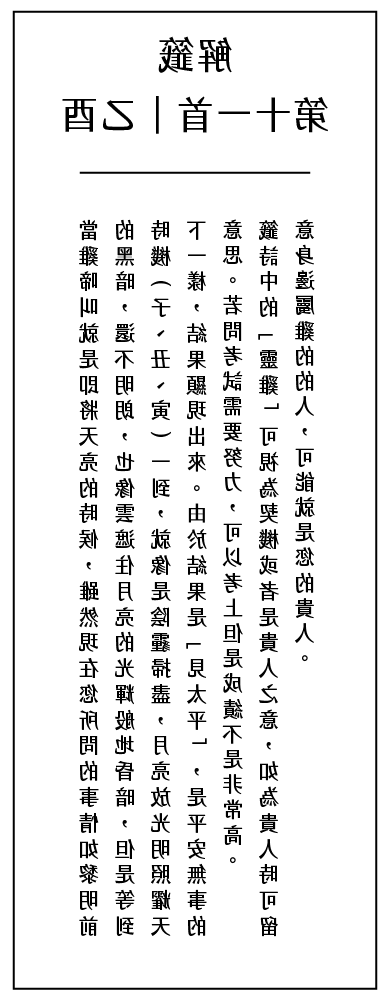 解籤
第十一首｜乙酉
當雞啼叫就是即將天亮的時候，雖然現在您所問的事情如黎明前
的黑暗，還不明朗，也像雲遮住月亮的光輝般地昏暗，但是等到
時機（子、丑、寅）一到，就像是陰霾掃盡，月亮放光明照耀天
下一樣，結果顯現出來。由於結果是「見太平」，是平安無事的
意思。若問考試需要努力，可以考上但是成績不是非常高。
籤詩中的「靈雞」可視為契機或者是貴人之意，如為貴人時可留
意身邊屬雞的的人，可能就是您的貴人。